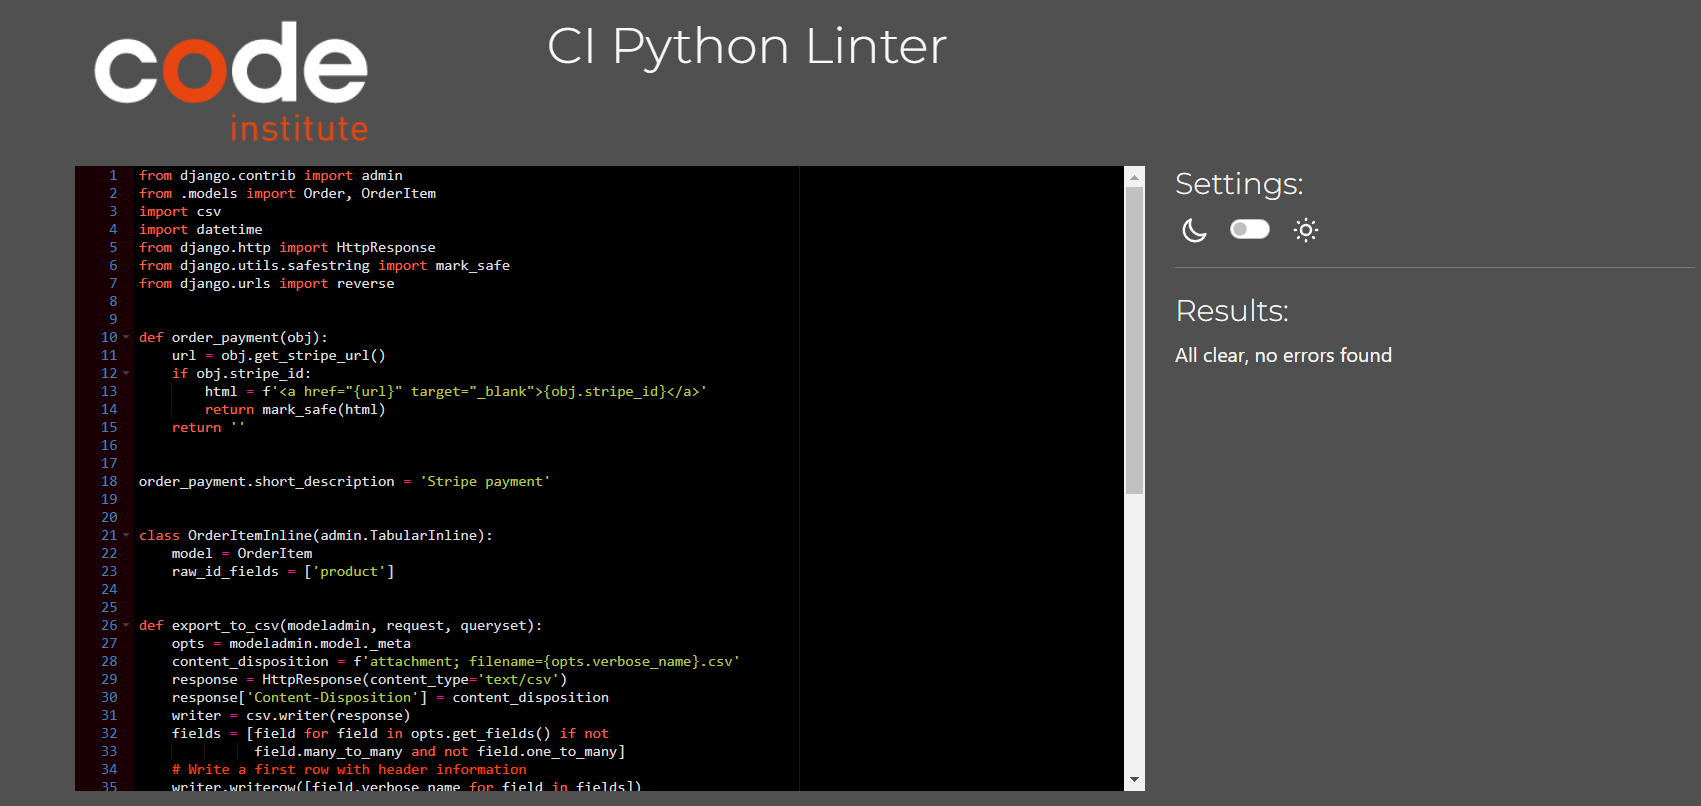 code
institute
CI Python Linter
1 from django.contrib import admin
2 from .models import Order, OrderItem
3 import csv
4 import datetime
5 from django.http import HttpResponse
6 from django.utils.safestring import mark_safe
7 from django.urls import reverse
8
9
10 def order_payment(obj):
11     url = obj.get_stripe_url()
12     if obj.stripe_id:
13         html = f'<a href="{url}" target="_blank">{obj.stripe_id}</a>'
14         return mark_safe(html)
15     return ''
16
17
18 order_payment.short_description = 'Stripe payment'
19
20
21 class OrderItemInline(admin.TabularInline):
22     model = OrderItem
23     raw_id_fields = ['product']
24
25
26 def export_to_csv(modeladmin, request, queryset):
27     opts = modeladmin.model._meta
28     content_disposition = f'attachment; filename={opts.verbose_name}.csv'
29     response = HttpResponse(content_type='text/csv')
30     response['Content-Disposition'] = content_disposition
31     writer = csv.writer(response)
32     fields = [field for field in opts.get_fields() if not
33               field.many_to_many and not field.one_to_many]
34     # Write a first row with header information
35     writer.writerow([field.verbose_name for field in fields])
Settings:
Results:
All clear, no errors found